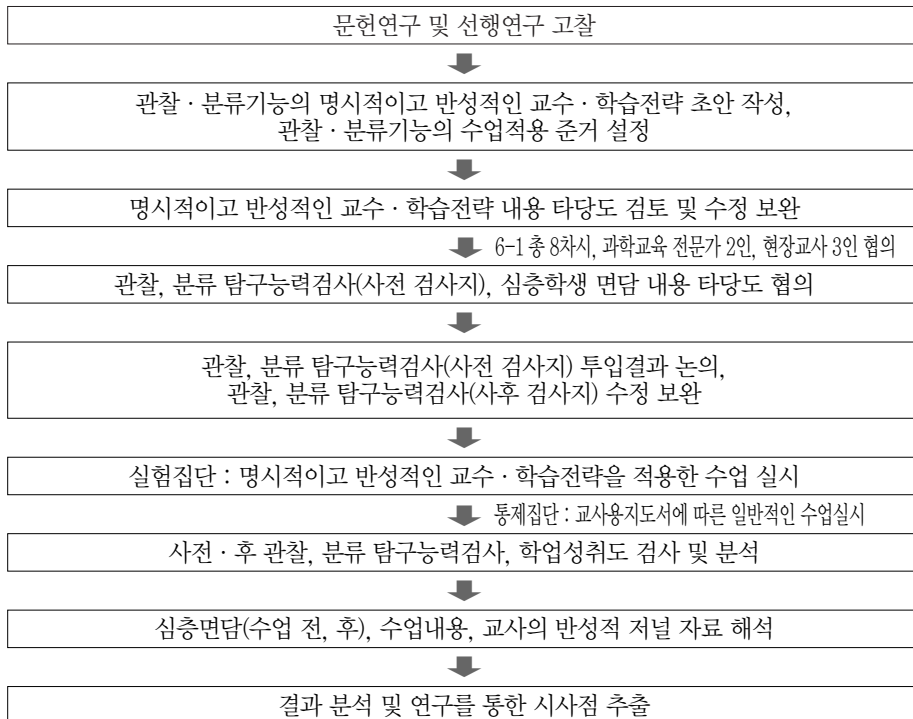 문헌연구 및 선행연구 고찰
관찰 · 분류기능의 명시적이고 반성적인 교수 · 학습전략 초안 작성,
관찰 · 분류기능의 수업적용 준거 설정
명시적이고 반성적인 교수 · 학습전략 내용 타당도 검토 및 수정 보완
6-1 총 8차시, 과학교육 전문가 2인, 현장교사 3인 협의
관찰, 분류 탐구능력검사(사전 검사지), 심층학생 면담 내용 타당도 협의
관찰, 분류 탐구능력검사(사전 검사지) 투입결과 논의,
관찰, 분류 탐구능력검사(사후 검사지) 수정 보완
실험집단 : 명시적이고 반성적인 교수 · 학습전략을 적용한 수업 실시
통제집단 : 교사용지도서에 따른 일반적인 수업실시
사전 · 후 관찰, 분류 탐구능력검사, 학업성취도 검사 및 분석
심층면담(수업 전, 후), 수업내용, 교사의 반성적 저널 자료 해석
결과 분석 및 연구를 통한 시사점 추출